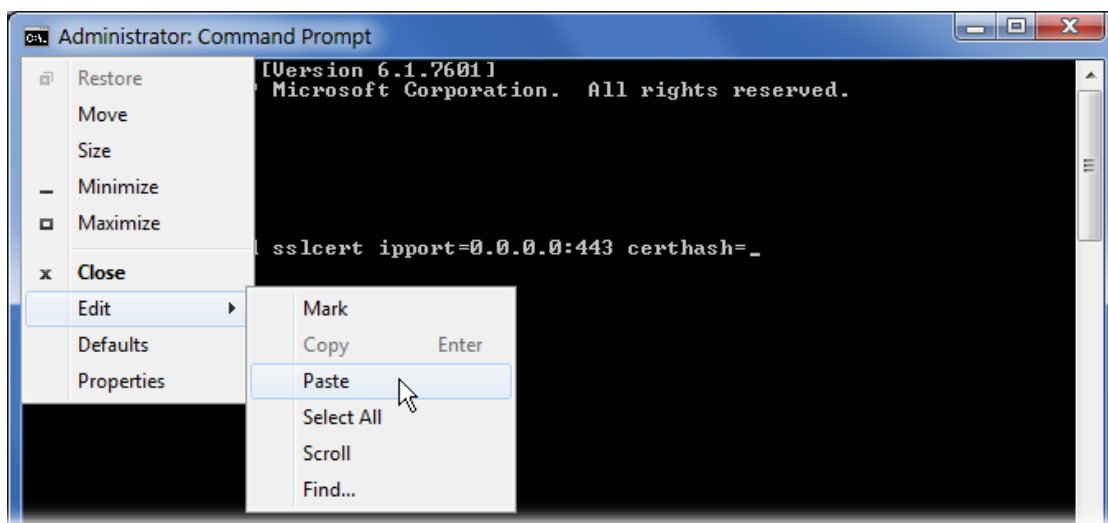 Administrator: Command Prompt
[Version 6.1.7601]
Microsoft Corporation. All rights reserved.
sslcert ipport=0.0.0.0:443 certhash=_
Restore
Move
Size
Minimize
Maximize
Close
Edit
Defaults
Properties
Mark
Copy Enter
Paste
Select All
Scroll
Find...